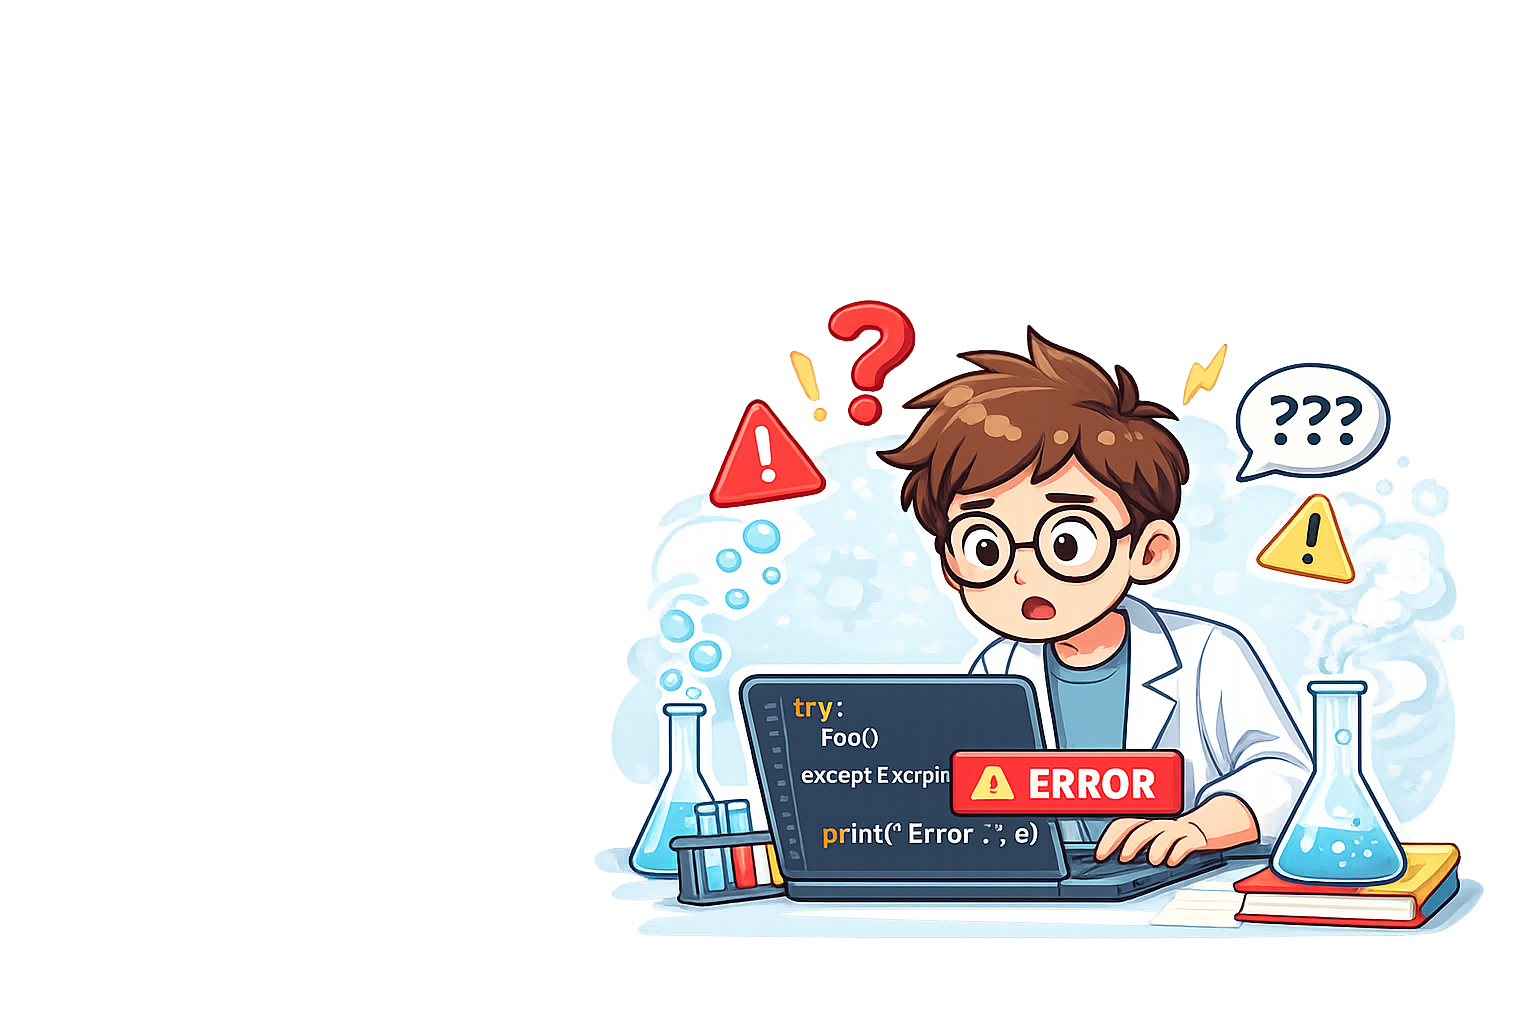 ?
!
!
???
!
try:
Foo()
except Excrpin
ERROR
print(" Error .", e)